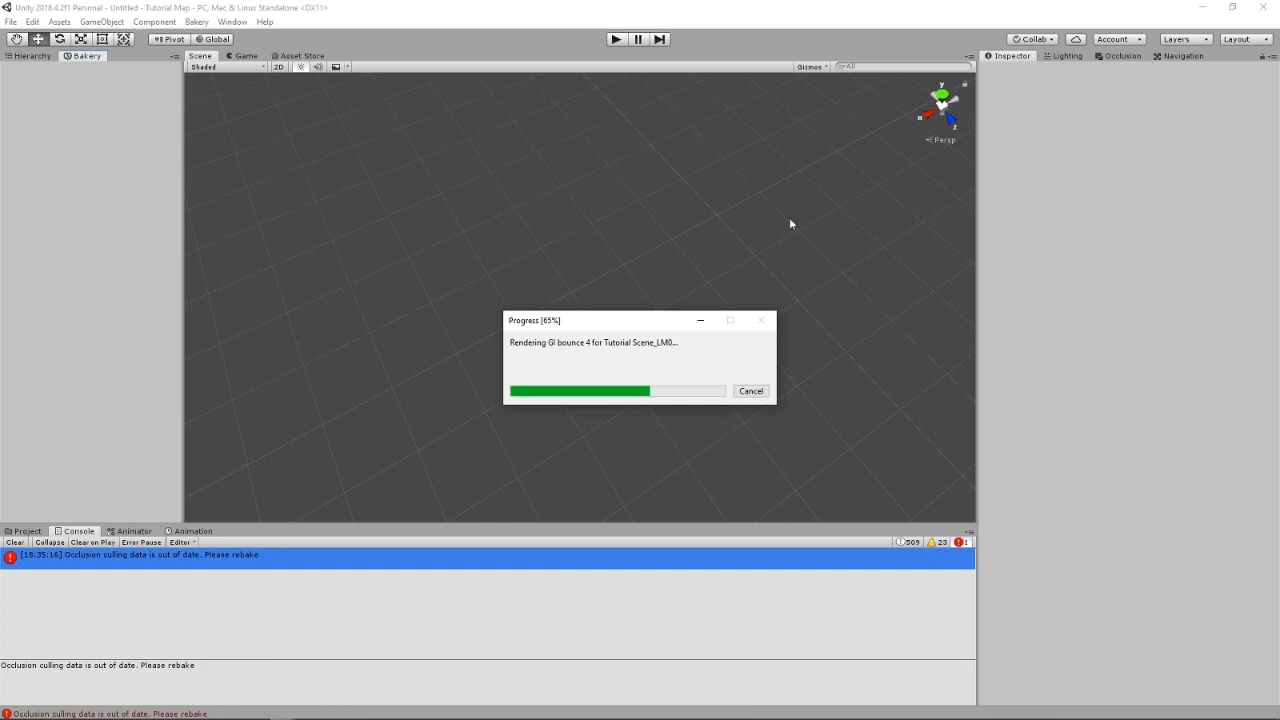 Unity 2018.4.2f1 Personal - Untitled - Tutorial Map - PC, Mac & Linux Standalone <DX11>
File Edit Assets GameObject Component Bakery Window Help
Pivot Global Collab Account Layers Layout
Hierarchy Bakery Scene Game Asset Store Inspector Lighting Occlusion Navigation
Shaded 2D Gizmos All
y
x
z
Persp
Progress [65%]
Rendering GI bounce 4 for Tutorial Scene_LM0...
Cancel
Project Console Animator Animation
Clear Collapse Clear on Play Error Pause Editor 509 23 1
[18:35:16] Occlusion culling data is out of date. Please rebake
Occlusion culling data is out of date. Please rebake
Occlusion culling data is out of date. Please rebake